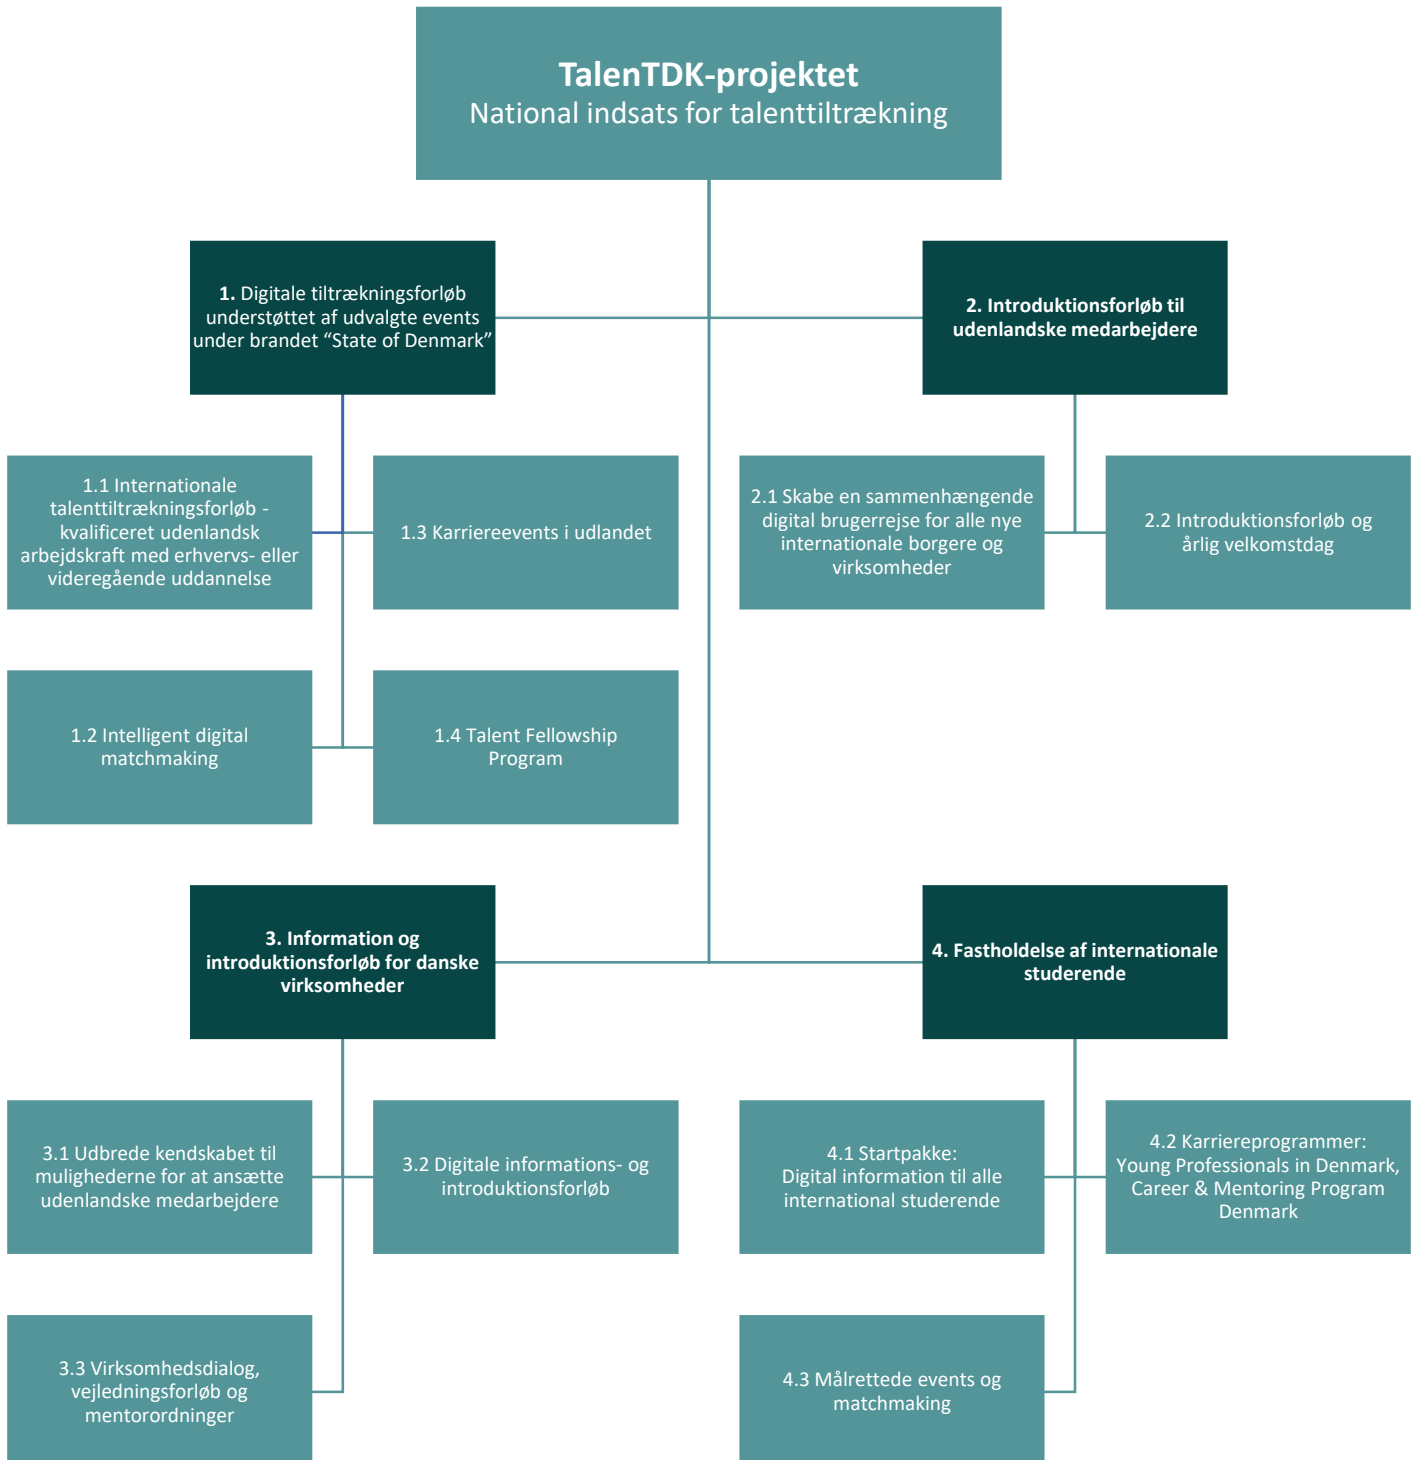 TalenTDK-projektet
National indsats for talenttiltrækning
1. Digitale tiltrækningsforløb
understøttet af udvalgte events
under brandet “State of Denmark”
2. Introduktionsforløb til
udenlandske medarbejdere
1.1 Internationale
talenttiltrækningsforløb -
kvalificeret udenlandsk
arbejdskraft med erhvervs- eller
videregående uddannelse
1.3 Karriereevents i udlandet
2.1 Skabe en sammenhængende
digital brugerrejse for alle nye
internationale borgere og
virksomheder
2.2 Introduktionsforløb og
årlig velkomstdag
1.2 Intelligent digital
matchmaking
1.4 Talent Fellowship
Program
3. Information og
introduktionsforløb for danske
virksomheder
4. Fastholdelse af internationale
studerende
3.1 Udbrede kendskabet til
mulighederne for at ansætte
udenlandske medarbejdere
3.2 Digitale informations- og
introduktionsforløb
4.1 Startpakke:
Digital information til alle
international studerende
4.2 Karriereprogrammer:
Young Professionals in Denmark,
Career & Mentoring Program
Denmark
3.3 Virksomhedsdialog,
vejledningsforløb og
mentorordninger
4.3 Målrettede events og
matchmaking